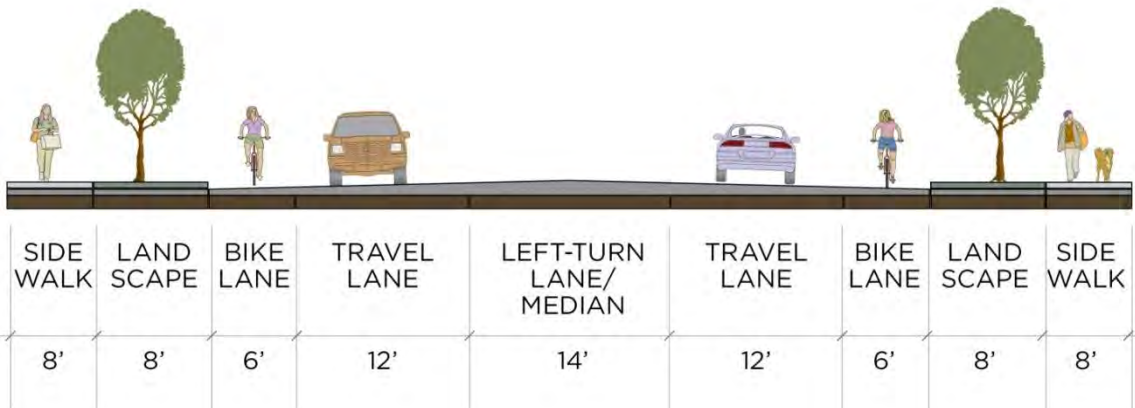 SIDE WALK
LAND SCAPE
BIKE LANE
TRAVEL LANE
LEFT-TURN LANE/ MEDIAN
TRAVEL LANE
BIKE LANE
LAND SCAPE
SIDE WALK
8’ 8’ 6’ 12’ 14’ 12’ 6’ 8’ 8’